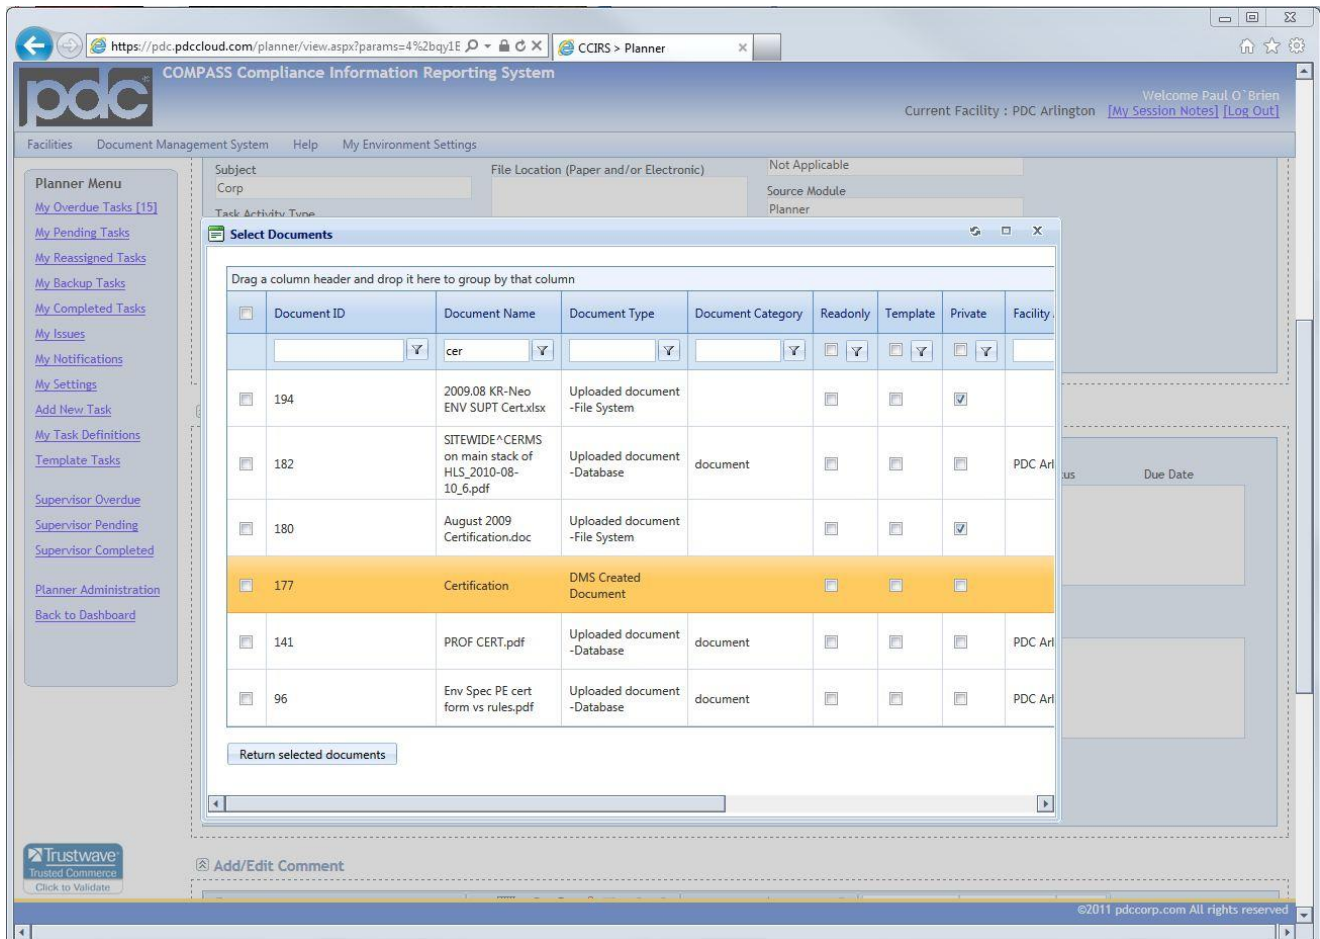 https://pdc.pdccloud.com/planner/view.aspx?params=4%2bqy1E
CCIRS > Planner
pdc
COMPASS Compliance Information Reporting System
Welcome Paul O`Brien
Current Facility : PDC Arlington [My Session Notes] [Log Out]
Facilities Document Management System Help My Environment Settings
Planner Menu
My Overdue Tasks [15]
My Pending Tasks
My Reassigned Tasks
My Backup Tasks
My Completed Tasks
My Issues
My Notifications
My Settings
Add New Task
My Task Definitions
Template Tasks
Supervisor Overdue
Supervisor Pending
Supervisor Completed
Planner Administration
Back to Dashboard
Subject
Corp
Task Activity Type
File Location (Paper and/or Electronic)
Not Applicable
Source Module
Planner
Select Documents
Drag a column header and drop it here to group by that column
Document ID Document Name Document Type Document Category Readonly Template Private Facility
cer
194 2009.08 KR-Neo ENV SUPT Cert.xlsx Uploaded document -File System
182 SITEWIDE^CERMS on main stack of HLS_2010-08-10_6.pdf Uploaded document -Database document PDC Arl
180 August 2009 Certification.doc Uploaded document -File System
177 Certification DMS Created Document
141 PROF CERT.pdf Uploaded document -Database document PDC Arl
96 Env Spec PE cert form vs rules.pdf Uploaded document -Database document PDC Arl
Return selected documents
tus Due Date
Trustwave
Trusted Commerce
Click to Validate
Add/Edit Comment
©2011 pdccorp.com All rights reserved